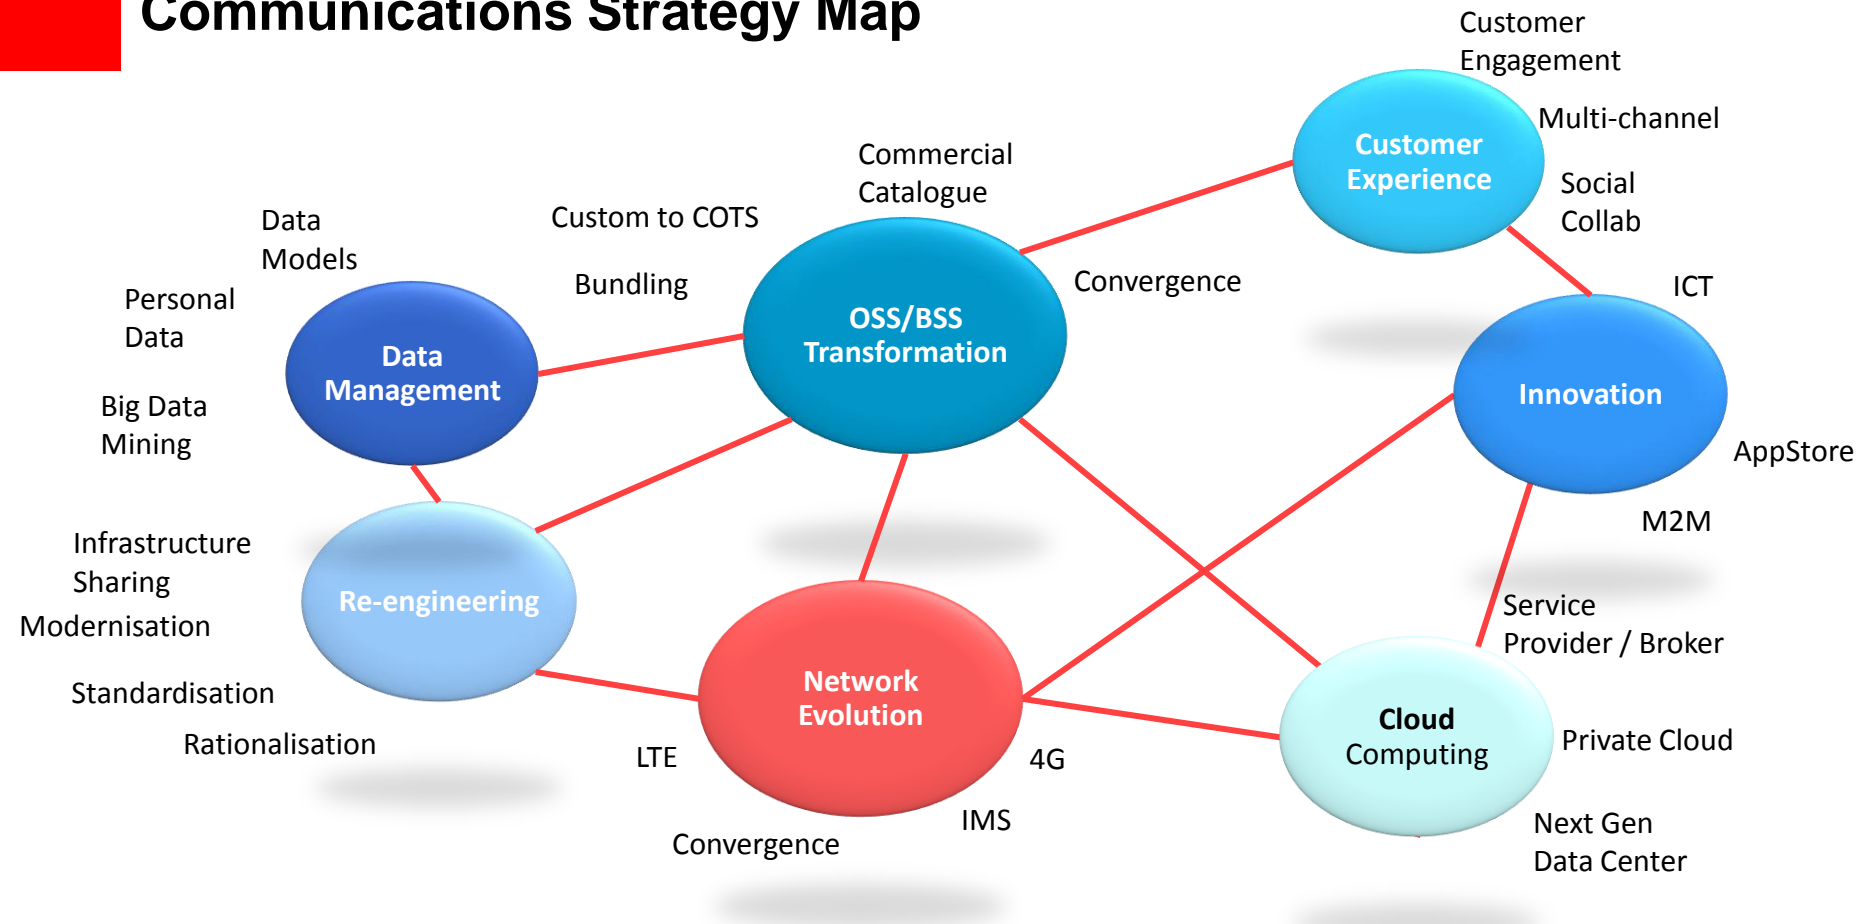 Communications Strategy Map
Customer
Engagement
Multi-channel
Customer
Experience
Social
Collab
Commercial
Catalogue
Custom to COTS
Bundling
Convergence
OSS/BSS
Transformation
Data
Models
Personal
Data
Big Data
Mining
Data
Management
ICT
Innovation
AppStore
M2M
Infrastructure
Sharing
Modernisation
Standardisation
Rationalisation
Re-engineering
Network
Evolution
LTE
Convergence
IMS
4G
Service
Provider / Broker
Cloud
Computing
Private Cloud
Next Gen
Data Center